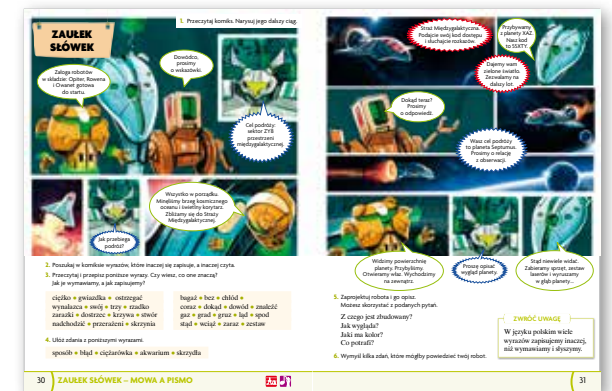 ZAUŁEK
SŁÓWEK
1. Przeczytaj komiks. Narysuj jego dalszy ciąg.
Załoga robotów
w składzie: Opiter, Rowena
i Owanet gotowa
do startu.
Dowódco,
prosimy
o wskazówki.
Cel podróży:
sektor ZYB
przestrzeni
międzygalaktycznej.
Jak przebiega
podróż?
Wszystko w porządku.
Minęliśmy brzeg kosmicznego
oceanu i świetlny korytarz.
Zbliżamy się do Straży
Międzygalaktycznej.
2. Poszukaj w komiksie wyrazów, które inaczej się zapisuje, a inaczej czyta.
3. Przeczytaj i przepisz poniższe wyrazy. Czy wiesz, co one znaczą?
Jak je wymawiamy, a jak zapisujemy?
ciężko • gwiazdka • ostrzegać
wynalazca • swój • trzy • rzadko
zarazki • dostrzec • krzywa • stwór
nadchodzić • przerażeni • skrzynia
bagaż • bez • chłód •
coraz • dokąd • dowód • znaleźć
gaz • grad • gruz • ląd • spod
stąd • wciąż • zaraz • zestaw
4. Ułóż zdania z poniższymi wyrazami.
sposób • błąd • ciężarówka • akwarium • skrzydła
30 ZAUŁEK SŁÓWEK – MOWA A PISMO
Straż Międzygalaktyczna.
Podajcie swój kod dostępu
i słuchajcie rozkazów.
Przybywamy
z planety XAZ.
Nasz kod
to SSXTY.
Dajemy wam
zielone światło.
Zezwalamy na
dalszy lot.
Dokąd teraz?
Prosimy
o odpowiedź.
Wasz cel podróży
to planeta Septumus.
Prosimy o relację
z obserwacji.
Widzimy powierzchnię
planety. Przybyliśmy.
Otwieramy właz. Wychodzimy
na zewnątrz.
Proszę opisać
wygląd planety.
Stąd niewiele widać.
Zabieramy sprzęt, zestaw
laserów i wyruszamy
w głąb planety...
5. Zaprojektuj robota i go opisz.
Możesz skorzystać z podanych pytań.
Z czego jest zbudowany?
Jak wygląda?
Jaki ma kolor?
Co potrafi?
6. Wymyśl kilka zdań, które mógłby powiedzieć twój robot.
ZWRÓĆ UWAGĘ
W języku polskim wiele
wyrazów zapisujemy inaczej,
niż wymawiamy i słyszymy.
31